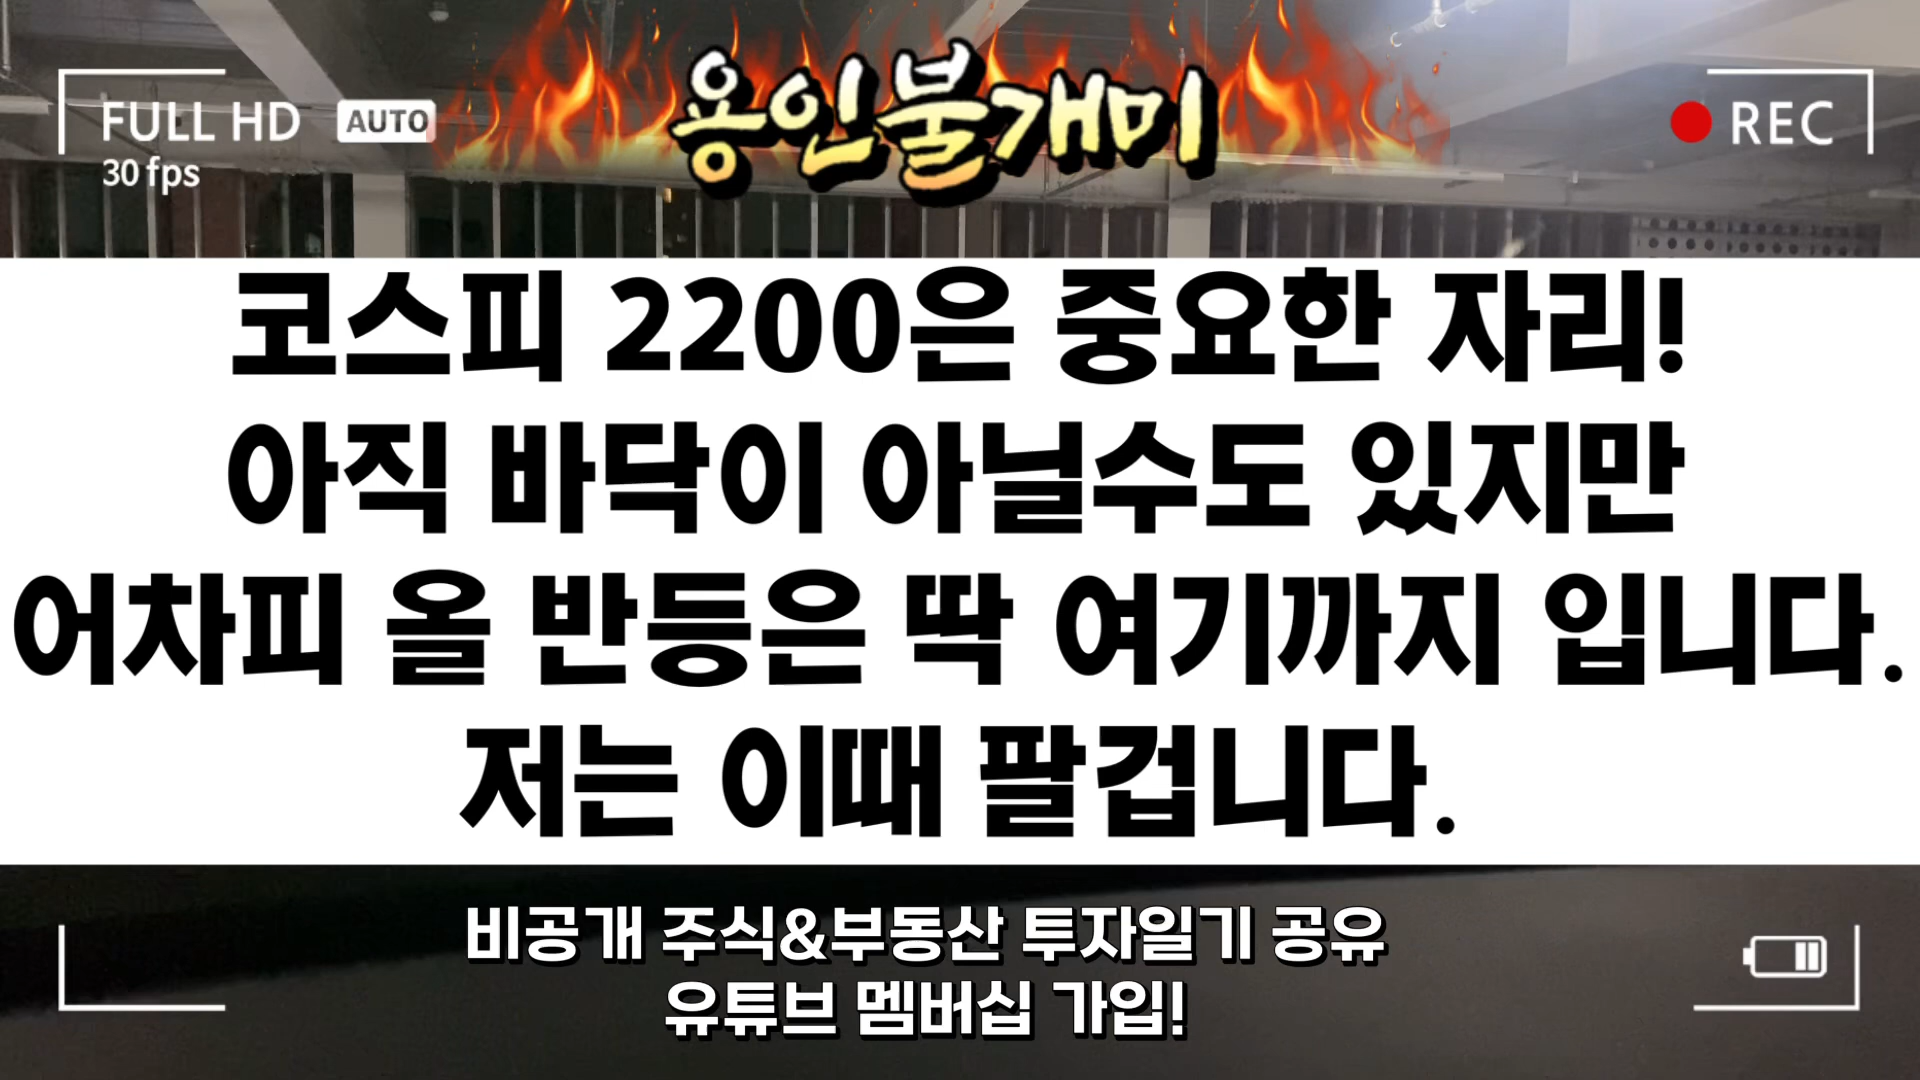 용인불개미
FULL HD AUTO
REC
30 fps
코스피 2200은 중요한 자리!
아직 바닥이 아닐수도 있지만
어차피 올 반등은 딱 여기까지 입니다.
저는 이때 팔겁니다.
비공개 주식&부동산 투자일기 공유
유튜브 멤버십 가입!